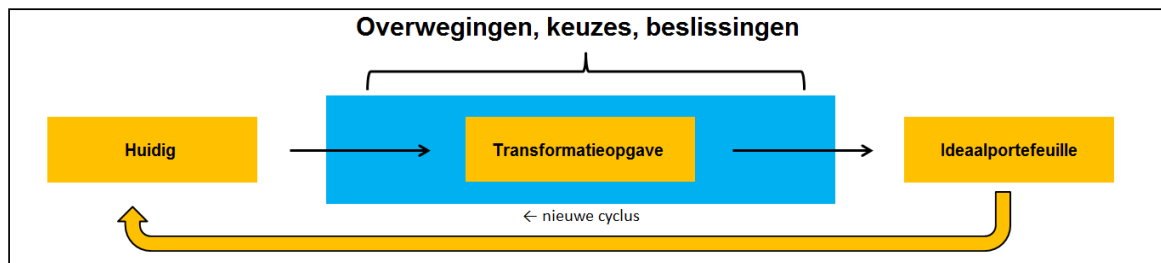 Overwegingen, keuzes, beslissingen
Huidig
Transformatieopgave
Ideaalportefeuille
← nieuwe cyclus